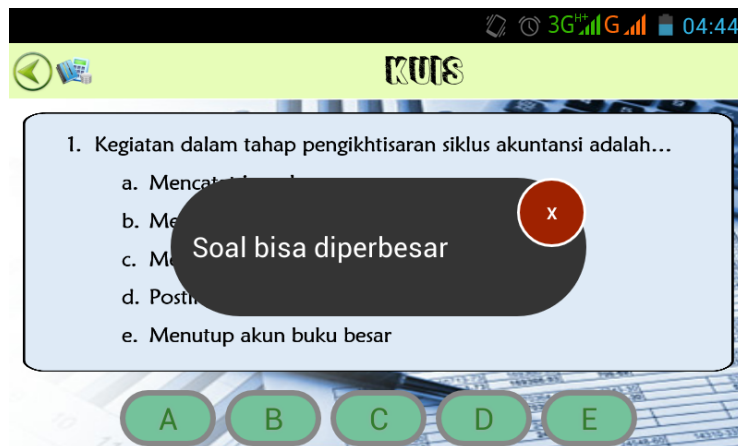 3G H+ G 04:44
KUIS
1. Kegiatan dalam tahap pengikhtisaran siklus akuntansi adalah...
a.
b.
c.
d.
e. Menutup akun buku besar
Soal bisa diperbesar
x
A B C D E